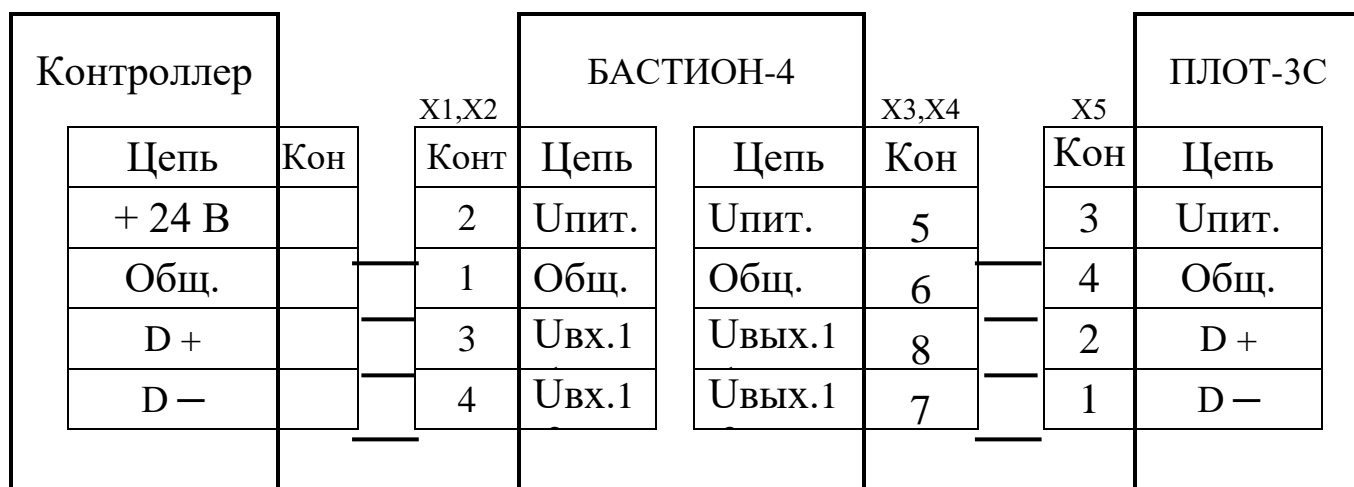 Контроллер БАСТИОН-4 ПЛОТ-3С
X1,X2 X3,X4 X5
Цепь Кон Конт Цепь Цепь Кон Кон Цепь
+ 24 В 2 Uпит. Uпит. 5 3 Uпит.
Общ. 1 Общ. Общ. 6 4 Общ.
D + 3 Uвх.1 Uвых.1 8 2 D +
D – 4 Uвх.1 Uвых.1 7 1 D –